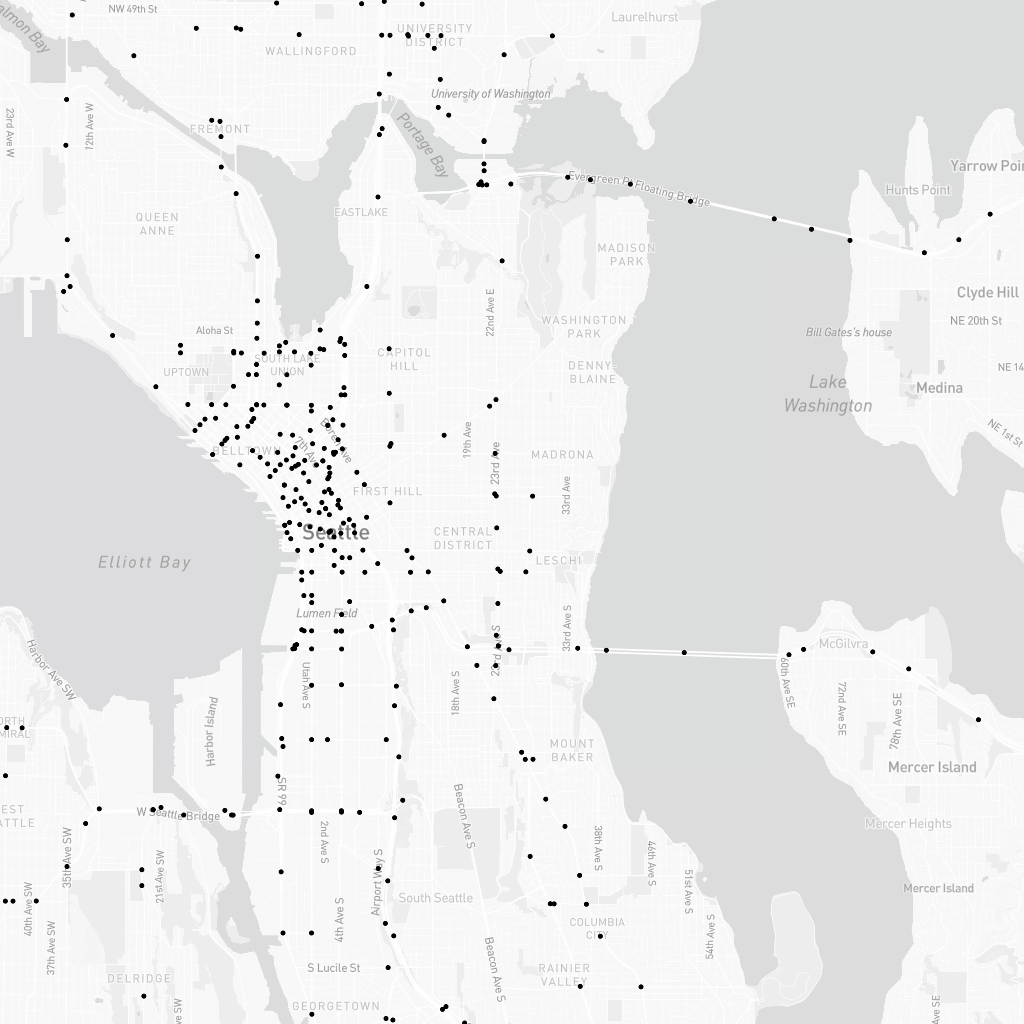 NW 49th St
Laurelhurst
UNIVERSITY
DISTRICT
WALLINGFORD
University of Washington
23rd Ave W
12th Ave W
FREMONT
Portage Bay
Evergreen Pt Floating Bridge
Hunts Point
QUEEN
ANNE
EASTLAKE
MADISON
PARK
Clyde Hill
22nd Ave E
Aloha St
WASHINGTON
PARK
Bill Gates's house
NE 20th St
CAPITOL
HILL
SOUTH LAKE
UNION
UPTOWN
DENNY-
BLAINE
Lake
Washington
Medina
NE 1st St
BELLTOWN
7th Ave
19th Ave
23rd Ave
MADRONA
FIRST HILL
33rd Ave
Seattle
CENTRAL
DISTRICT
LESCHI
Elliott Bay
Lumen Field
33rd Ave S
23rd Ave S
Harbor Ave SW
McGilvra
60th Ave SE
72nd Ave SE
78th Ave SE
Utah Ave S
18th Ave S
Harbor Island
MOUNT
BAKER
Mercer Island
SR 99
W Seattle Bridge
Beacon Ave S
Mercer Heights
2nd Ave S
35th Ave SW
21st Ave SW
38th Ave S
49th Ave S
51st Ave S
54th Ave S
Airport Way S
Mercer Island
40th Ave SW
37th Ave SW
4th Ave S
South Seattle
COLUMBIA
CITY
Beacon Ave S
S Lucile St
RAINIER
VALLEY
DELRIDGE
GEORGETOWN